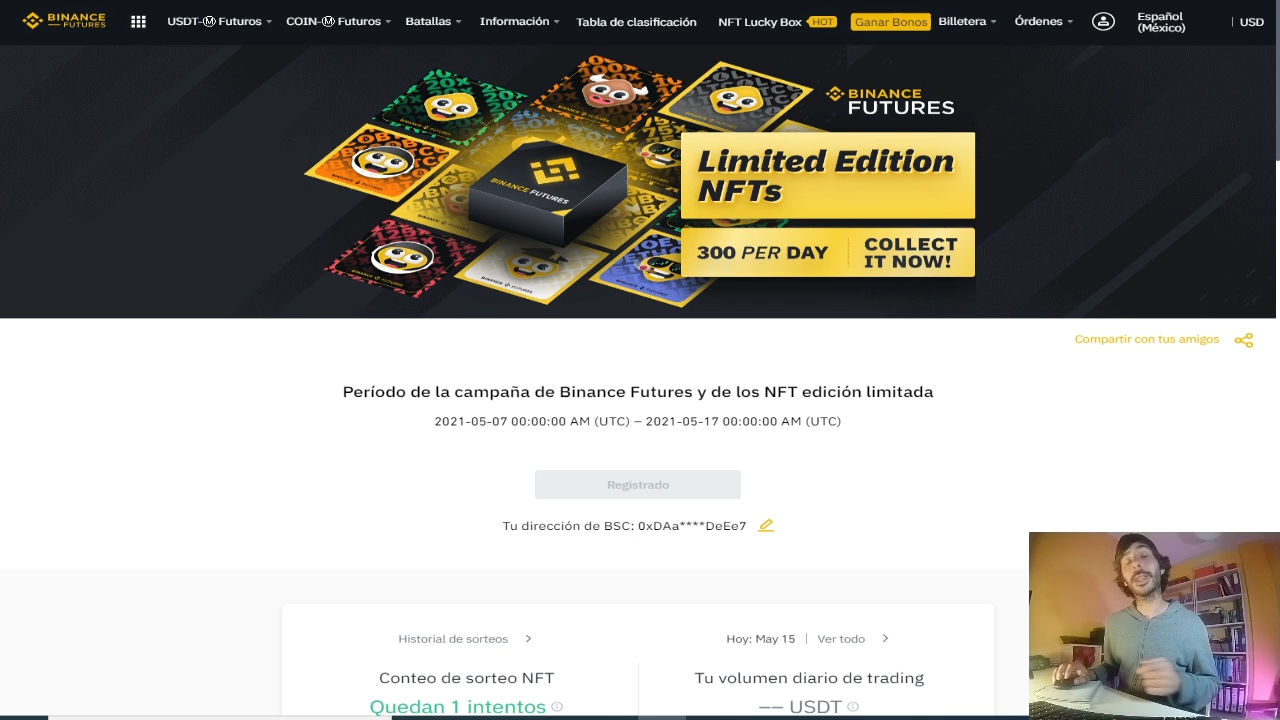 BINANCE
FUTURES
USDT-Ⓜ Futuros
COIN-Ⓜ Futuros
Batallas
Información
Tabla de clasificación
NFT Lucky Box
HOT
Ganar Bonos
Billetera
Órdenes
Español
(México)
USD
BINANCE
FUTURES
Limited Edition
NFTs
300 PER DAY
COLLECT
IT NOW!
BINANCE FUTURES
Compartir con tus amigos
Período de la campaña de Binance Futures y de los NFT edición limitada
2021-05-07 00:00:00 AM (UTC) – 2021-05-17 00:00:00 AM (UTC)
Registrado
Tu dirección de BSC: 0xDAa****DeEe7
Historial de sorteos
Hoy: May 15 | Ver todo
Conteo de sorteo NFT
Tu volumen diario de trading
Quedan 1 intentos
–– USDT